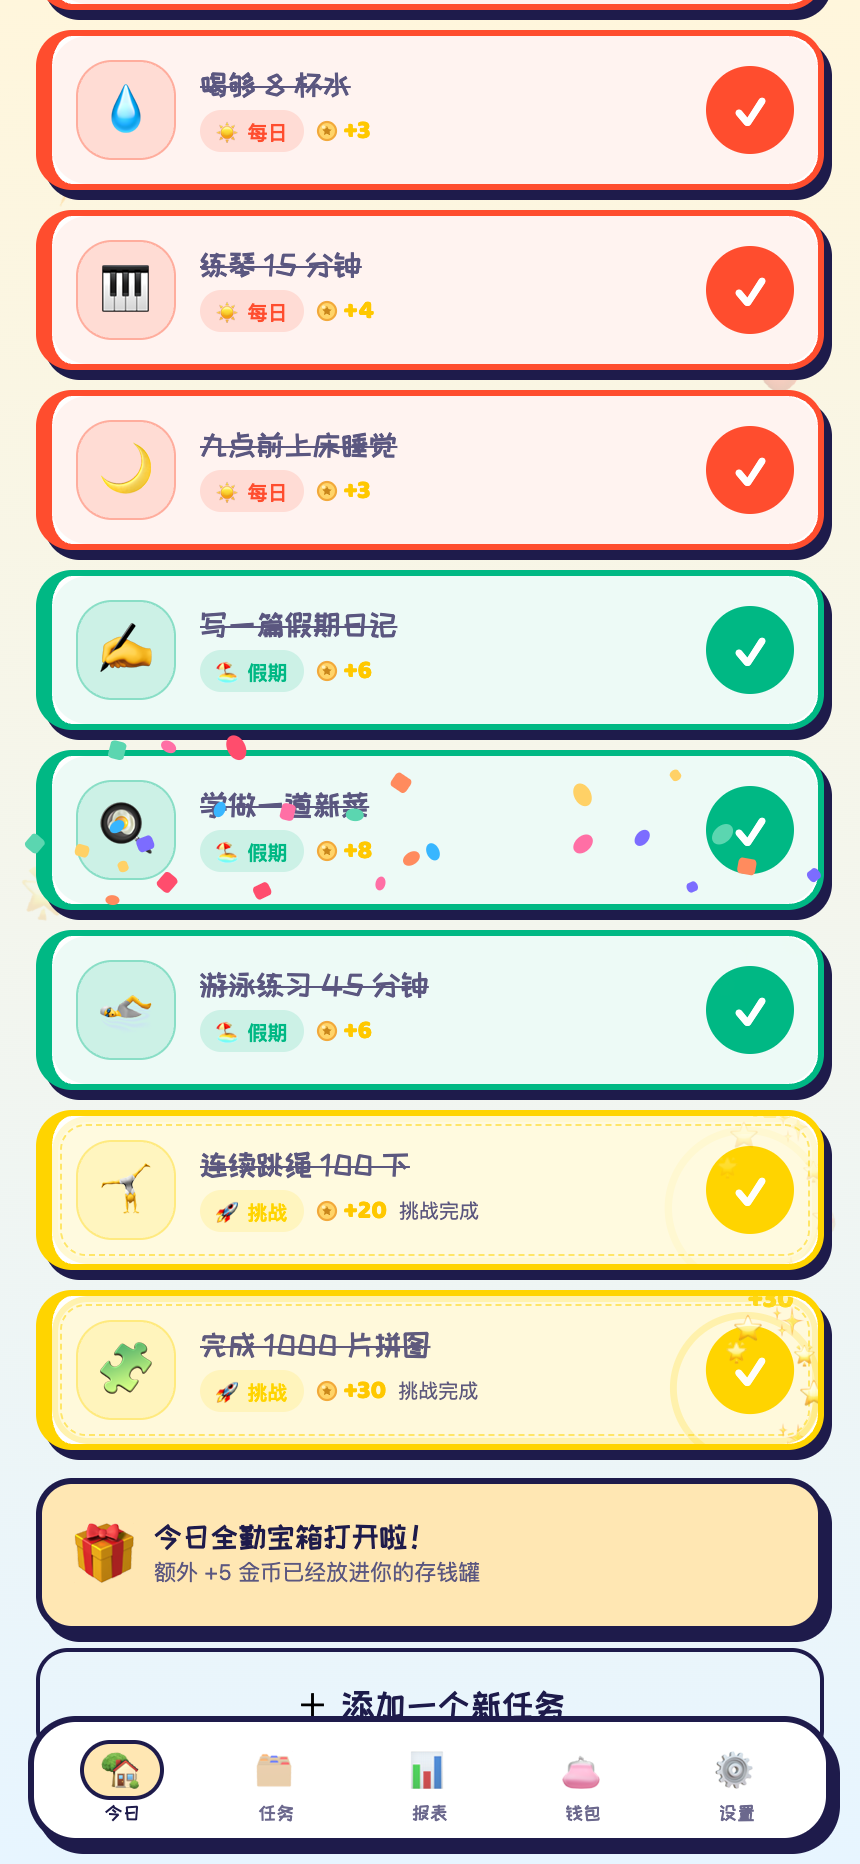 喝够 8 杯水
每日 +3
练琴 15 分钟
每日 +4
九点前上床睡觉
每日 +3
写一篇假期日记
假期 +6
学做一道新菜
假期 +8
游泳练习 45 分钟
假期 +6
连续跳绳 100 下
挑战 +20 挑战完成
+30
完成 1000 片拼图
挑战 +30 挑战完成
今日全勤宝箱打开啦!
额外 +5 金币已经放进你的存钱罐
+ 添加一个新任务
今日 任务 报表 钱包 设置